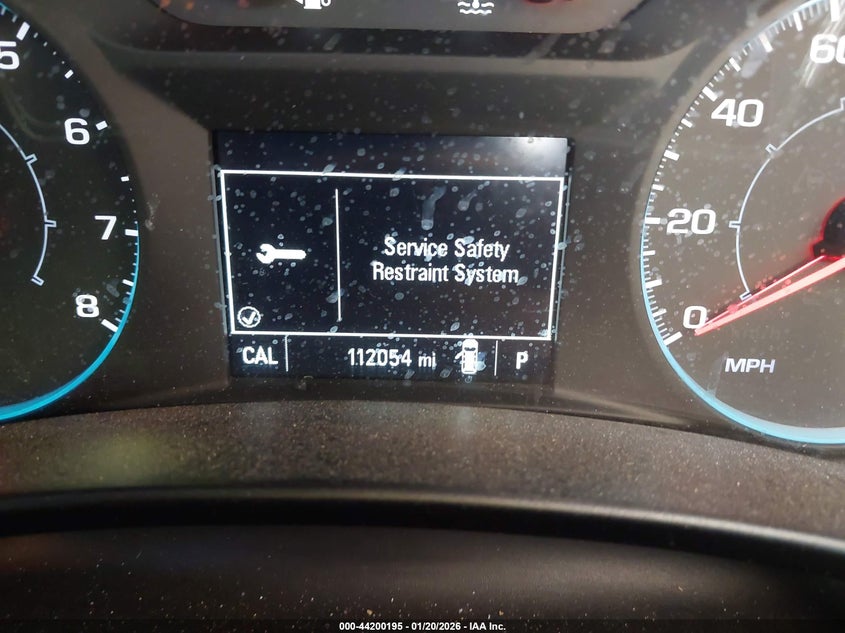 5
6
7
8
Service Safety
Restraint System
CAL 112054 mi P
60
40
20
0
MPH
000-44200195 - 01/20/2026 - IAA Inc.